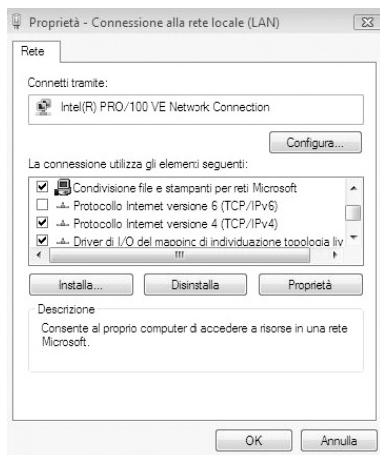 Proprietà - Connessione alla rete locale (LAN)
Rete
Connetti tramite:
Intel(R) PRO/100 VE Network Connection
Configura...
La connessione utilizza gli elementi seguenti:
Condivisione file e stampanti per reti Microsoft
Protocollo Internet versione 6 (TCP/IPv6)
Protocollo Internet versione 4 (TCP/IPv4)
Driver di I/O del mapping di individuazione topologia liv
Installa... Disinstalla Proprietà
Descrizione
Consente al proprio computer di accedere a risorse in una rete
Microsoft.
OK Annulla